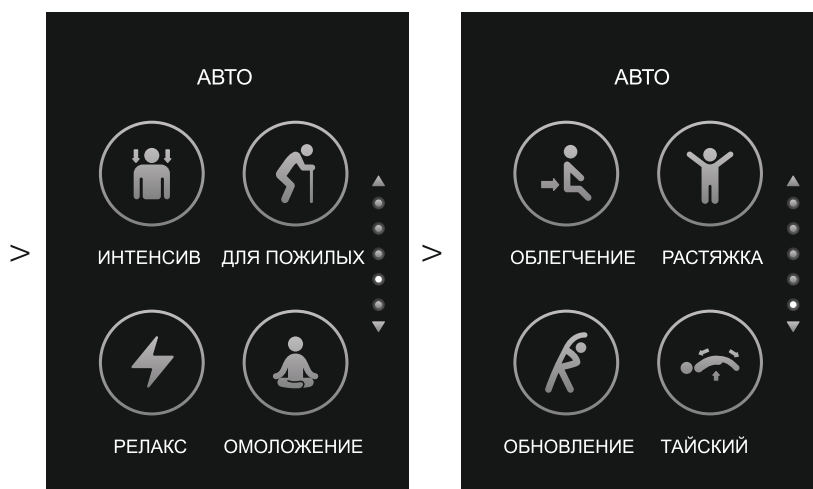 >
АВТО
ИНТЕНСИВ ДЛЯ ПОЖИЛЫХ
РЕЛАКС ОМОЛОЖЕНИЕ
>
АВТО
ОБЛЕГЧЕНИЕ РАСТЯЖКА
ОБНОВЛЕНИЕ ТАЙСКИЙ